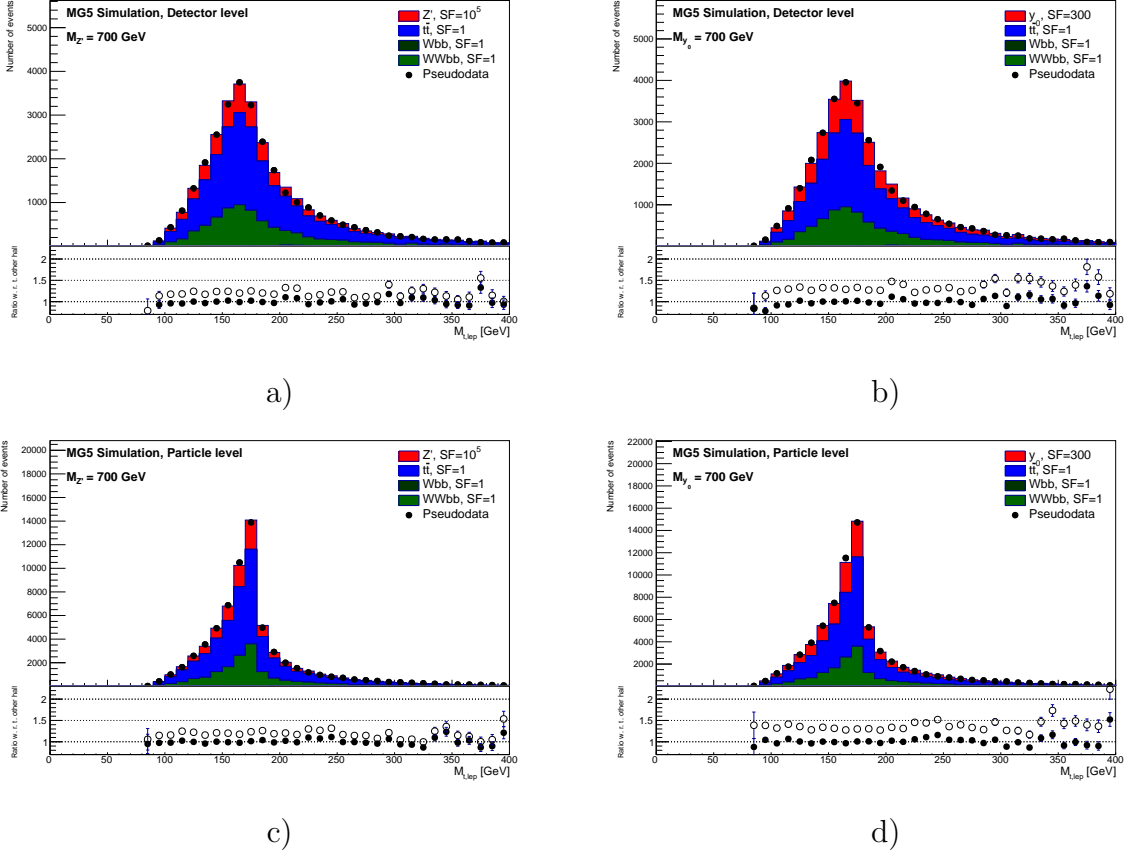 MG5 Simulation, Detector level
M_Z' = 700 GeV
Z', SF=10^5
tt̄, SF=1
Wbb, SF=1
WWbb, SF=1
Pseudodata
Number of events
5000
4000
3000
2000
1000
Ratio w. r. t. other half
2
1.5
1
0 50 100 150 200 250 300 350 400
M_t,lep [GeV]
a)
MG5 Simulation, Detector level
M_y_0 = 700 GeV
y_0, SF=300
tt̄, SF=1
Wbb, SF=1
WWbb, SF=1
Pseudodata
Number of events
5000
4000
3000
2000
1000
Ratio w. r. t. other half
2
1.5
1
0 50 100 150 200 250 300 350 400
M_t,lep [GeV]
b)
MG5 Simulation, Particle level
M_Z' = 700 GeV
Z', SF=10^5
tt̄, SF=1
Wbb, SF=1
WWbb, SF=1
Pseudodata
Number of events
20000
18000
16000
14000
12000
10000
8000
6000
4000
2000
Ratio w. r. t. other half
2
1.5
1
0 50 100 150 200 250 300 350 400
M_t,lep [GeV]
c)
MG5 Simulation, Particle level
M_y_0 = 700 GeV
y_0, SF=300
tt̄, SF=1
Wbb, SF=1
WWbb, SF=1
Pseudodata
Number of events
22000
20000
18000
16000
14000
12000
10000
8000
6000
4000
2000
Ratio w. r. t. other half
2
1.5
1
0 50 100 150 200 250 300 350 400
M_t,lep [GeV]
d)